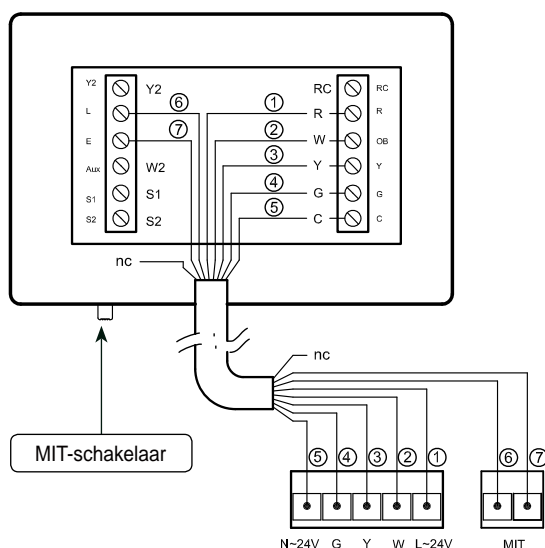 Y2 Y2 RC RC
L ⑥ ① R R
E ⑦ ② W OB
③ Y Y
Aux W2
④ G G
S1 S1
⑤ C C
S2 S2
nc
nc
MIT-schakelaar
⑤ ④ ③ ② ① ⑥ ⑦
N~24V G Y W L~24V MIT